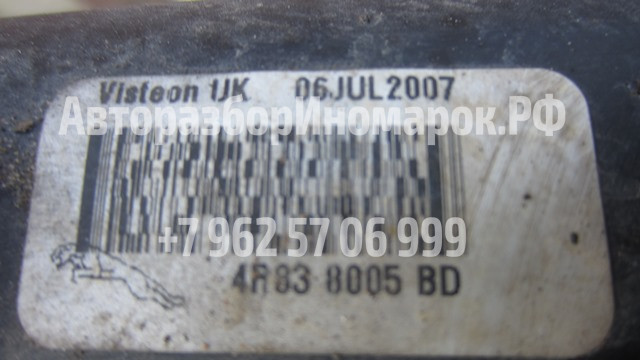 Visteon UK 06JUL2007
АвторазборИномарок.РФ
+7 962 57 06 999
4R83 8005 BD